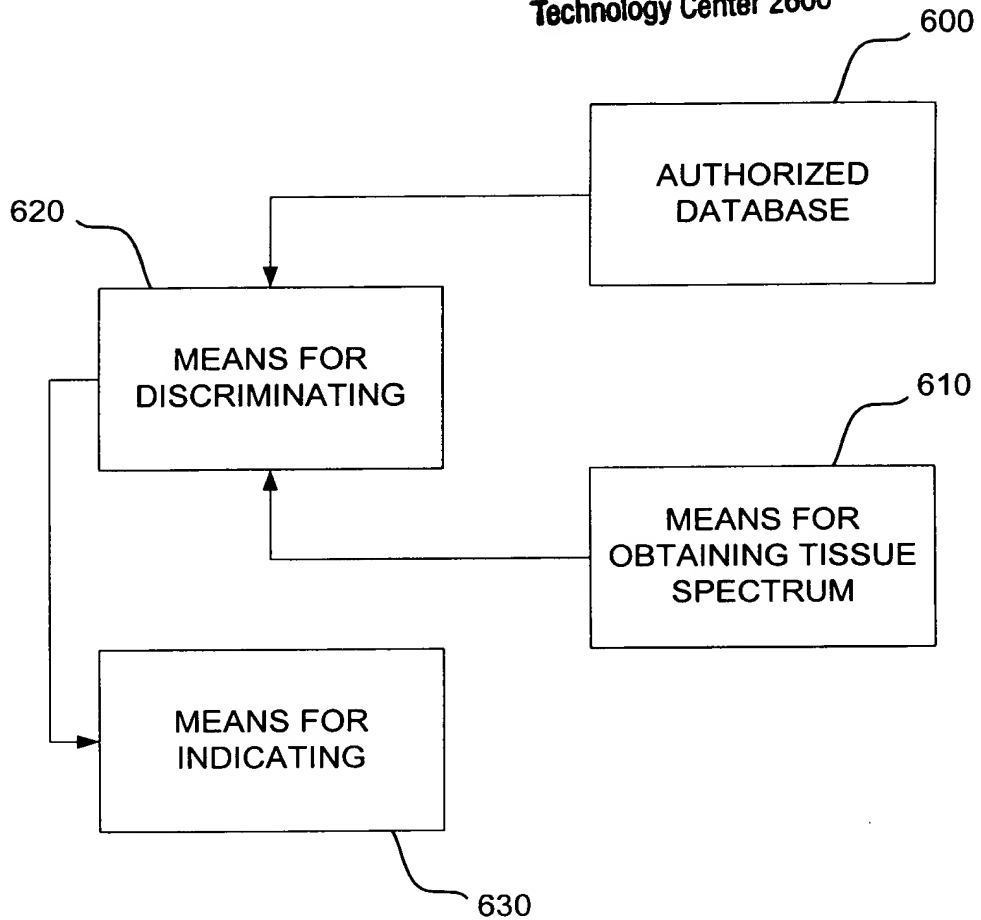 Technology Center 2600
600
AUTHORIZED
DATABASE
620
MEANS FOR
DISCRIMINATING
610
MEANS FOR
OBTAINING TISSUE
SPECTRUM
MEANS FOR
INDICATING
630